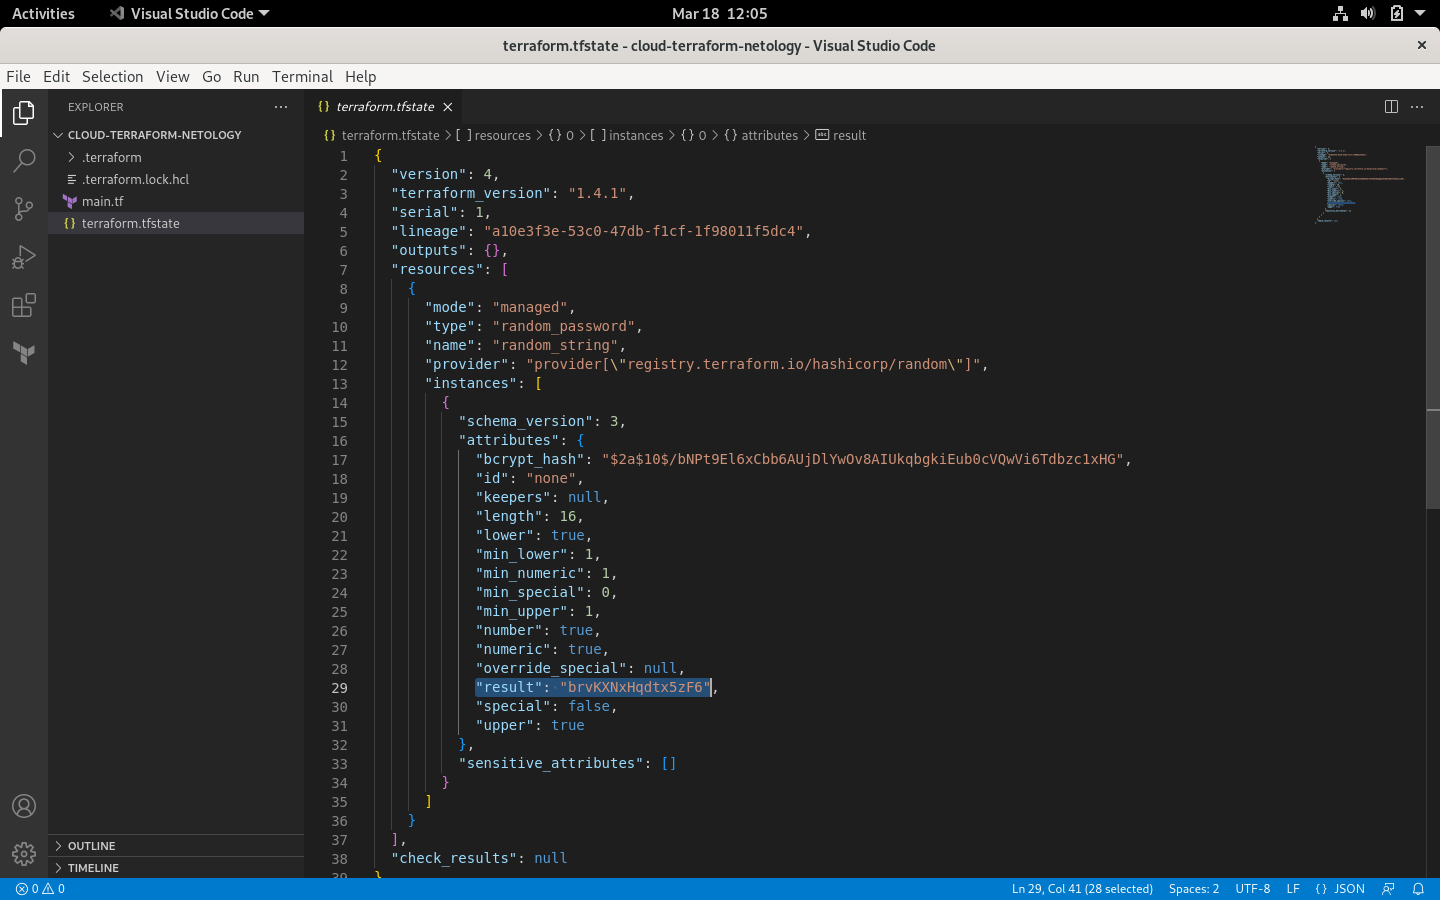 Activities Visual Studio Code Mar 18 12:05
terraform.tfstate - cloud-terraform-netology - Visual Studio Code
File Edit Selection View Go Run Terminal Help
EXPLORER
CLOUD-TERRAFORM-NETOLOGY
.terraform
.terraform.lock.hcl
main.tf
{} terraform.tfstate
OUTLINE
TIMELINE
{} terraform.tfstate
{} terraform.tfstate > [ ] resources > {} 0 > [ ] instances > {} 0 > {} attributes > abc result
1 {
2 "version": 4,
3 "terraform_version": "1.4.1",
4 "serial": 1,
5 "lineage": "a10e3f3e-53c0-47db-f1cf-1f98011f5dc4",
6 "outputs": {},
7 "resources": [
8 {
9 "mode": "managed",
10 "type": "random_password",
11 "name": "random_string",
12 "provider": "provider[\"registry.terraform.io/hashicorp/random\"]",
13 "instances": [
14 {
15 "schema_version": 3,
16 "attributes": {
17 "bcrypt_hash": "$2a$10$/bNPt9El6xCbb6AUjDlYwOv8AIUkqbgkiEub0cVQwVi6Tdbzc1xHG",
18 "id": "none",
19 "keepers": null,
20 "length": 16,
21 "lower": true,
22 "min_lower": 1,
23 "min_numeric": 1,
24 "min_special": 0,
25 "min_upper": 1,
26 "number": true,
27 "numeric": true,
28 "override_special": null,
29 "result": "brvKXNxHqdtx5zF6",
30 "special": false,
31 "upper": true
32 },
33 "sensitive_attributes": []
34 }
35 ]
36 }
37 ],
38 "check_results": null
39 }
0 0 Ln 29, Col 41 (28 selected) Spaces: 2 UTF-8 LF {} JSON